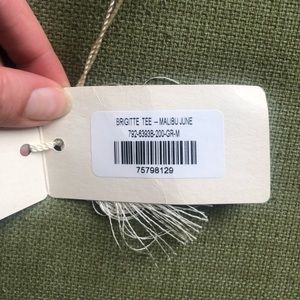 BRIGITTE TEE – MALIBU JUNE
792-6393B-200-GR-M
75798129